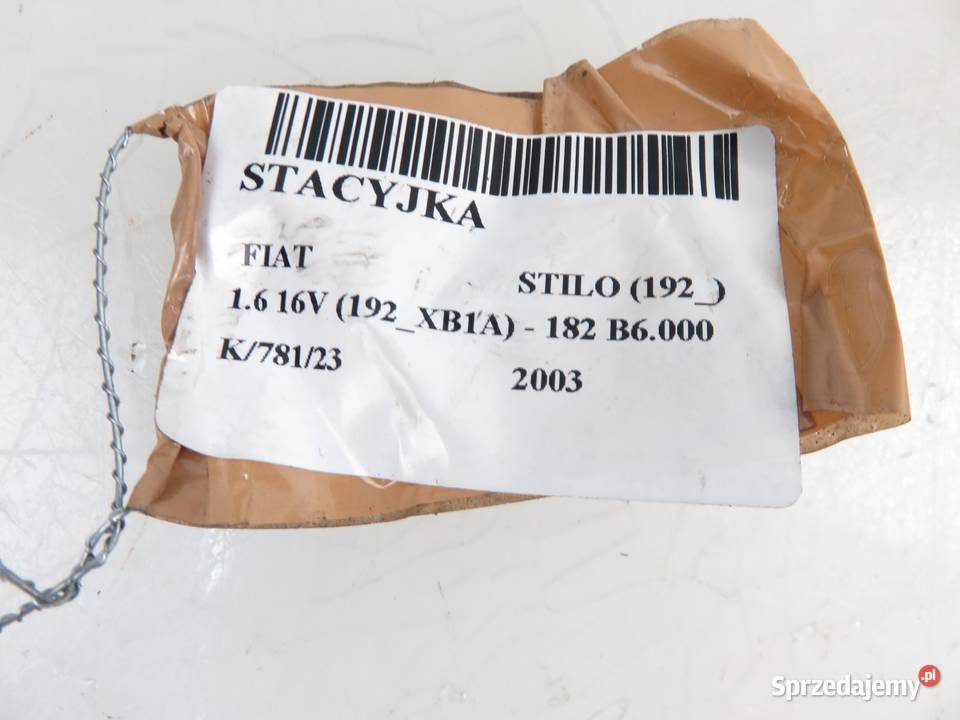 STACYJKA
FIAT STILO (192_)
1.6 16V (192_XB1A) - 182 B6.000
K/781/23 2003
Sprzedajemy.pl